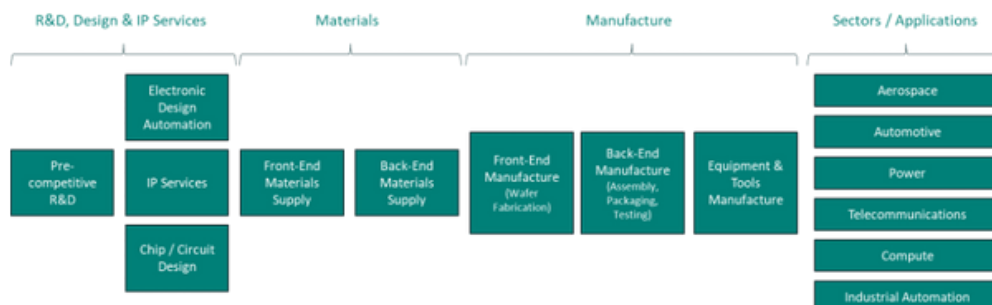 R&D, Design & IP Services
Materials
Manufacture
Sectors / Applications
Electronic
Design
Automation
Pre-
competitive
R&D
IP Services
Chip / Circuit
Design
Front-End
Materials
Supply
Back-End
Materials
Supply
Front-End
Manufacture
(Wafer
Fabrication)
Back-End
Manufacture
(Assembly,
Packaging,
Testing)
Equipment &
Tools
Manufacture
Aerospace
Automotive
Power
Telecommunications
Compute
Industrial Automation